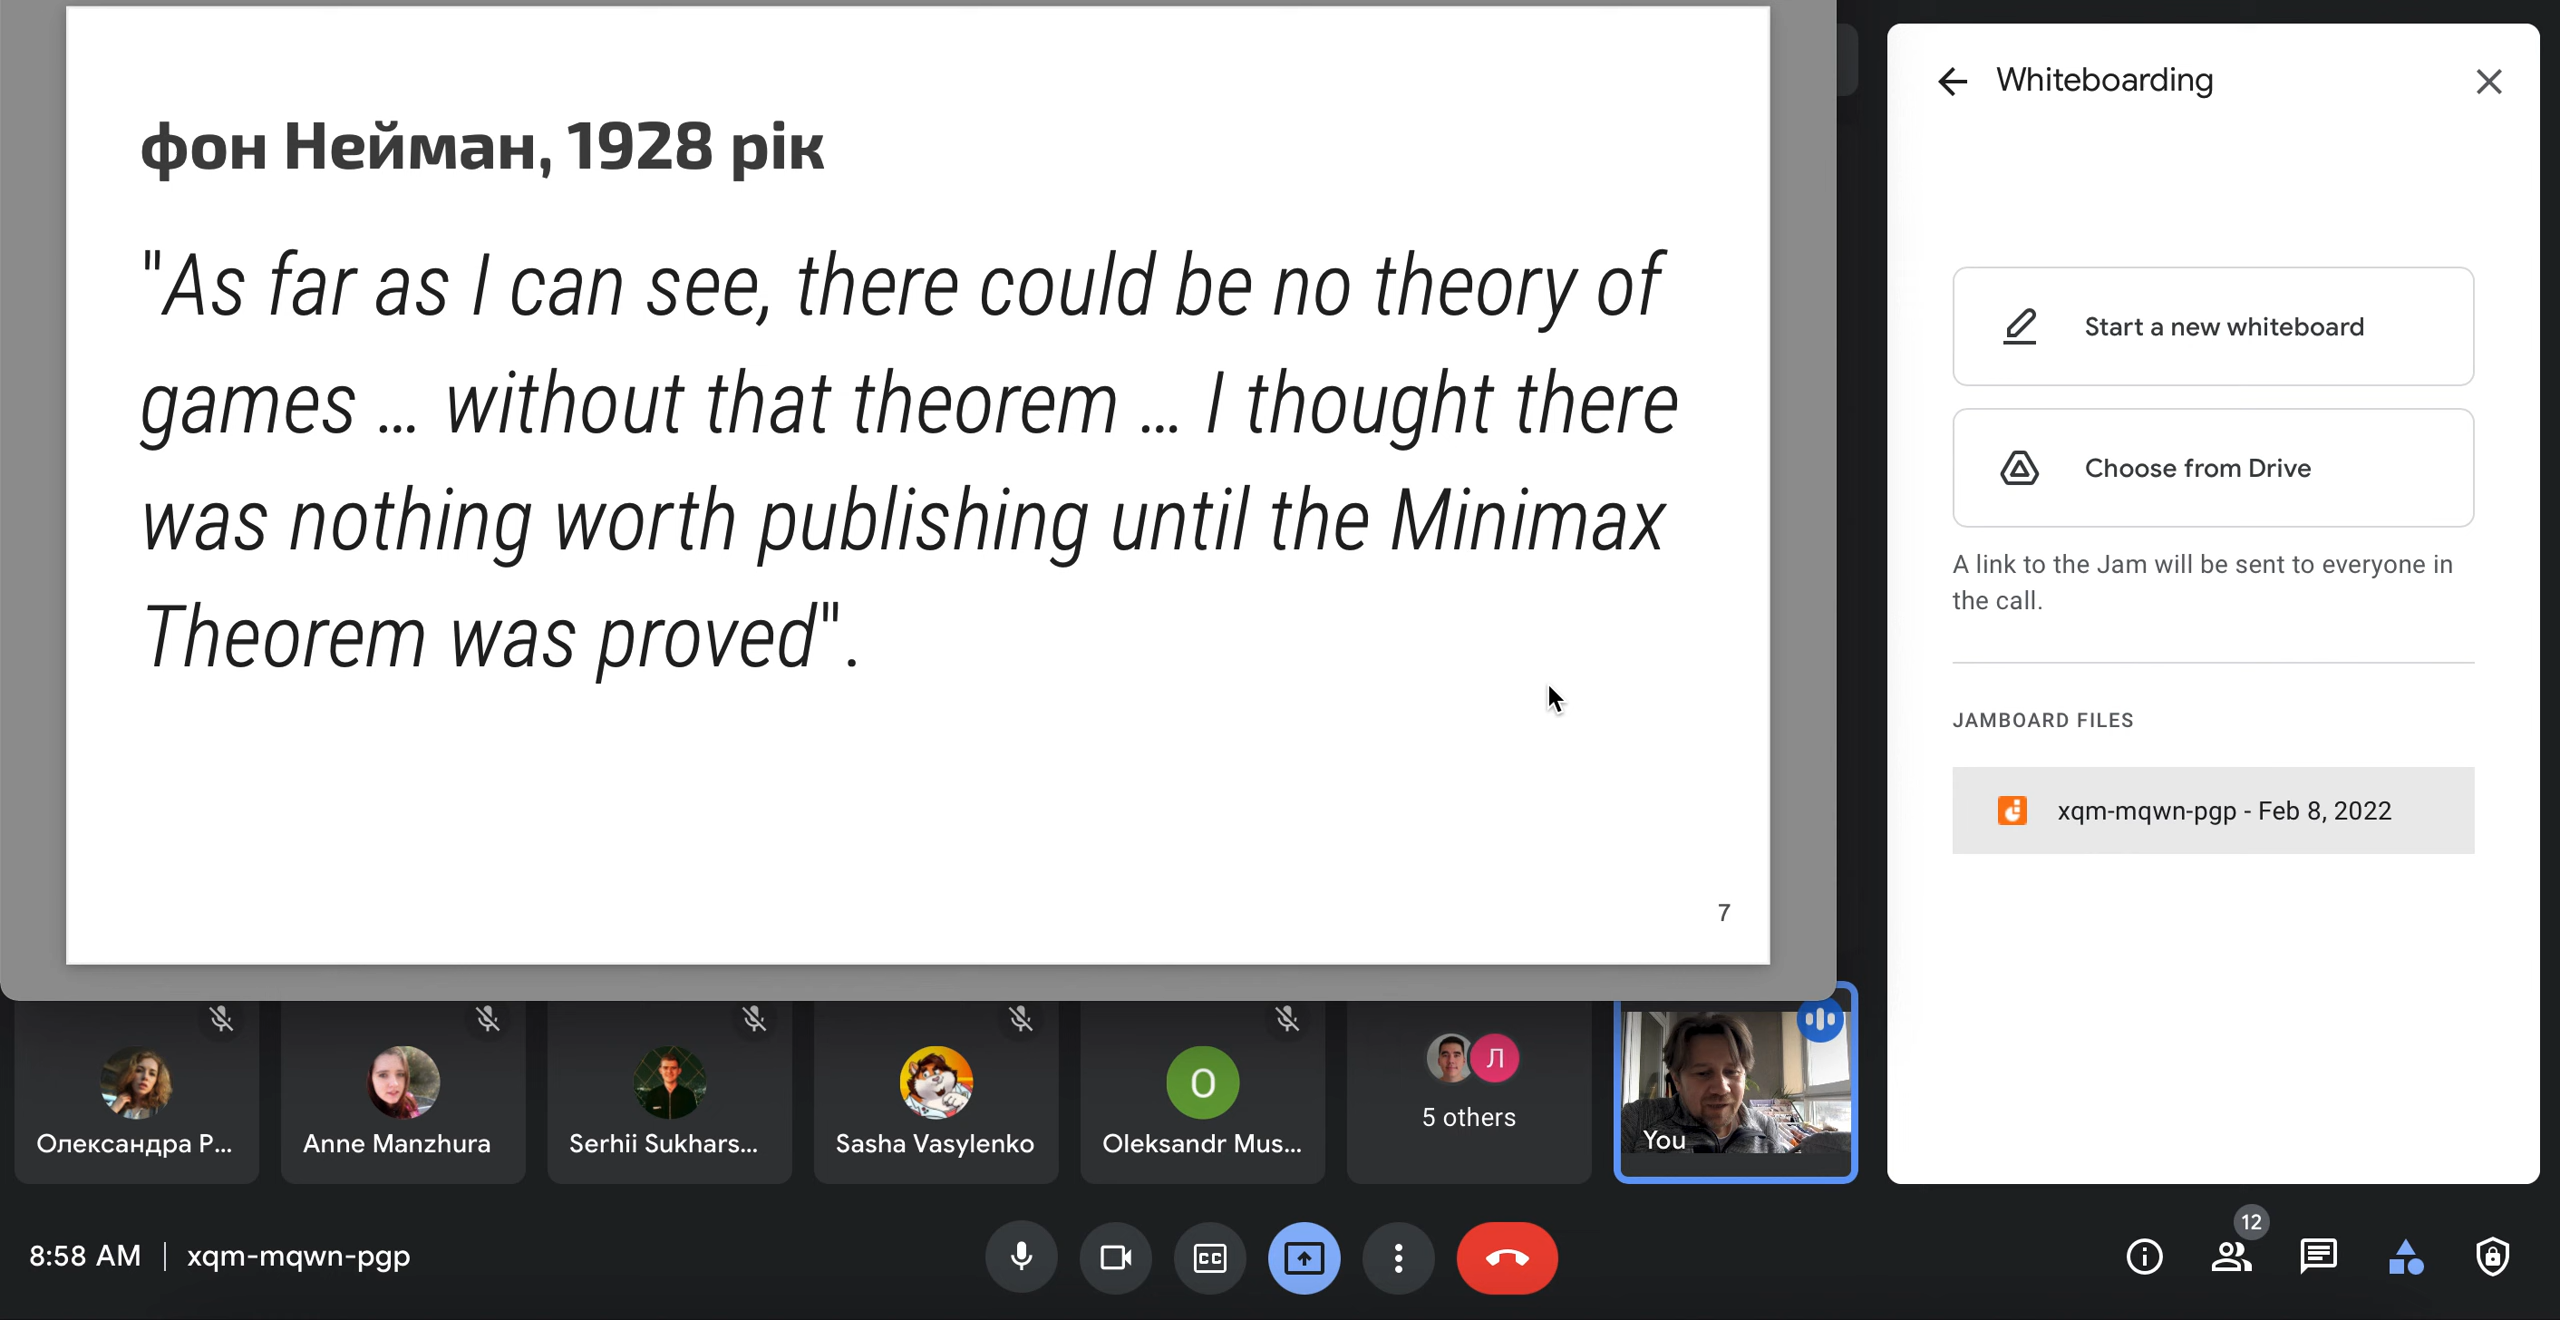 фон Нейман, 1928 рік
"As far as I can see, there could be no theory of
games … without that theorem … I thought there
was nothing worth publishing until the Minimax
Theorem was proved".
7
Whiteboarding
Start a new whiteboard
Choose from Drive
A link to the Jam will be sent to everyone in
the call.
JAMBOARD FILES
xqm-mqwn-pgp - Feb 8, 2022
Олександра Р...
Anne Manzhura
Serhii Sukhars...
Sasha Vasylenko
O
Oleksandr Mus...
Л
5 others
You
8:58 AM | xqm-mqwn-pgp
CC
12